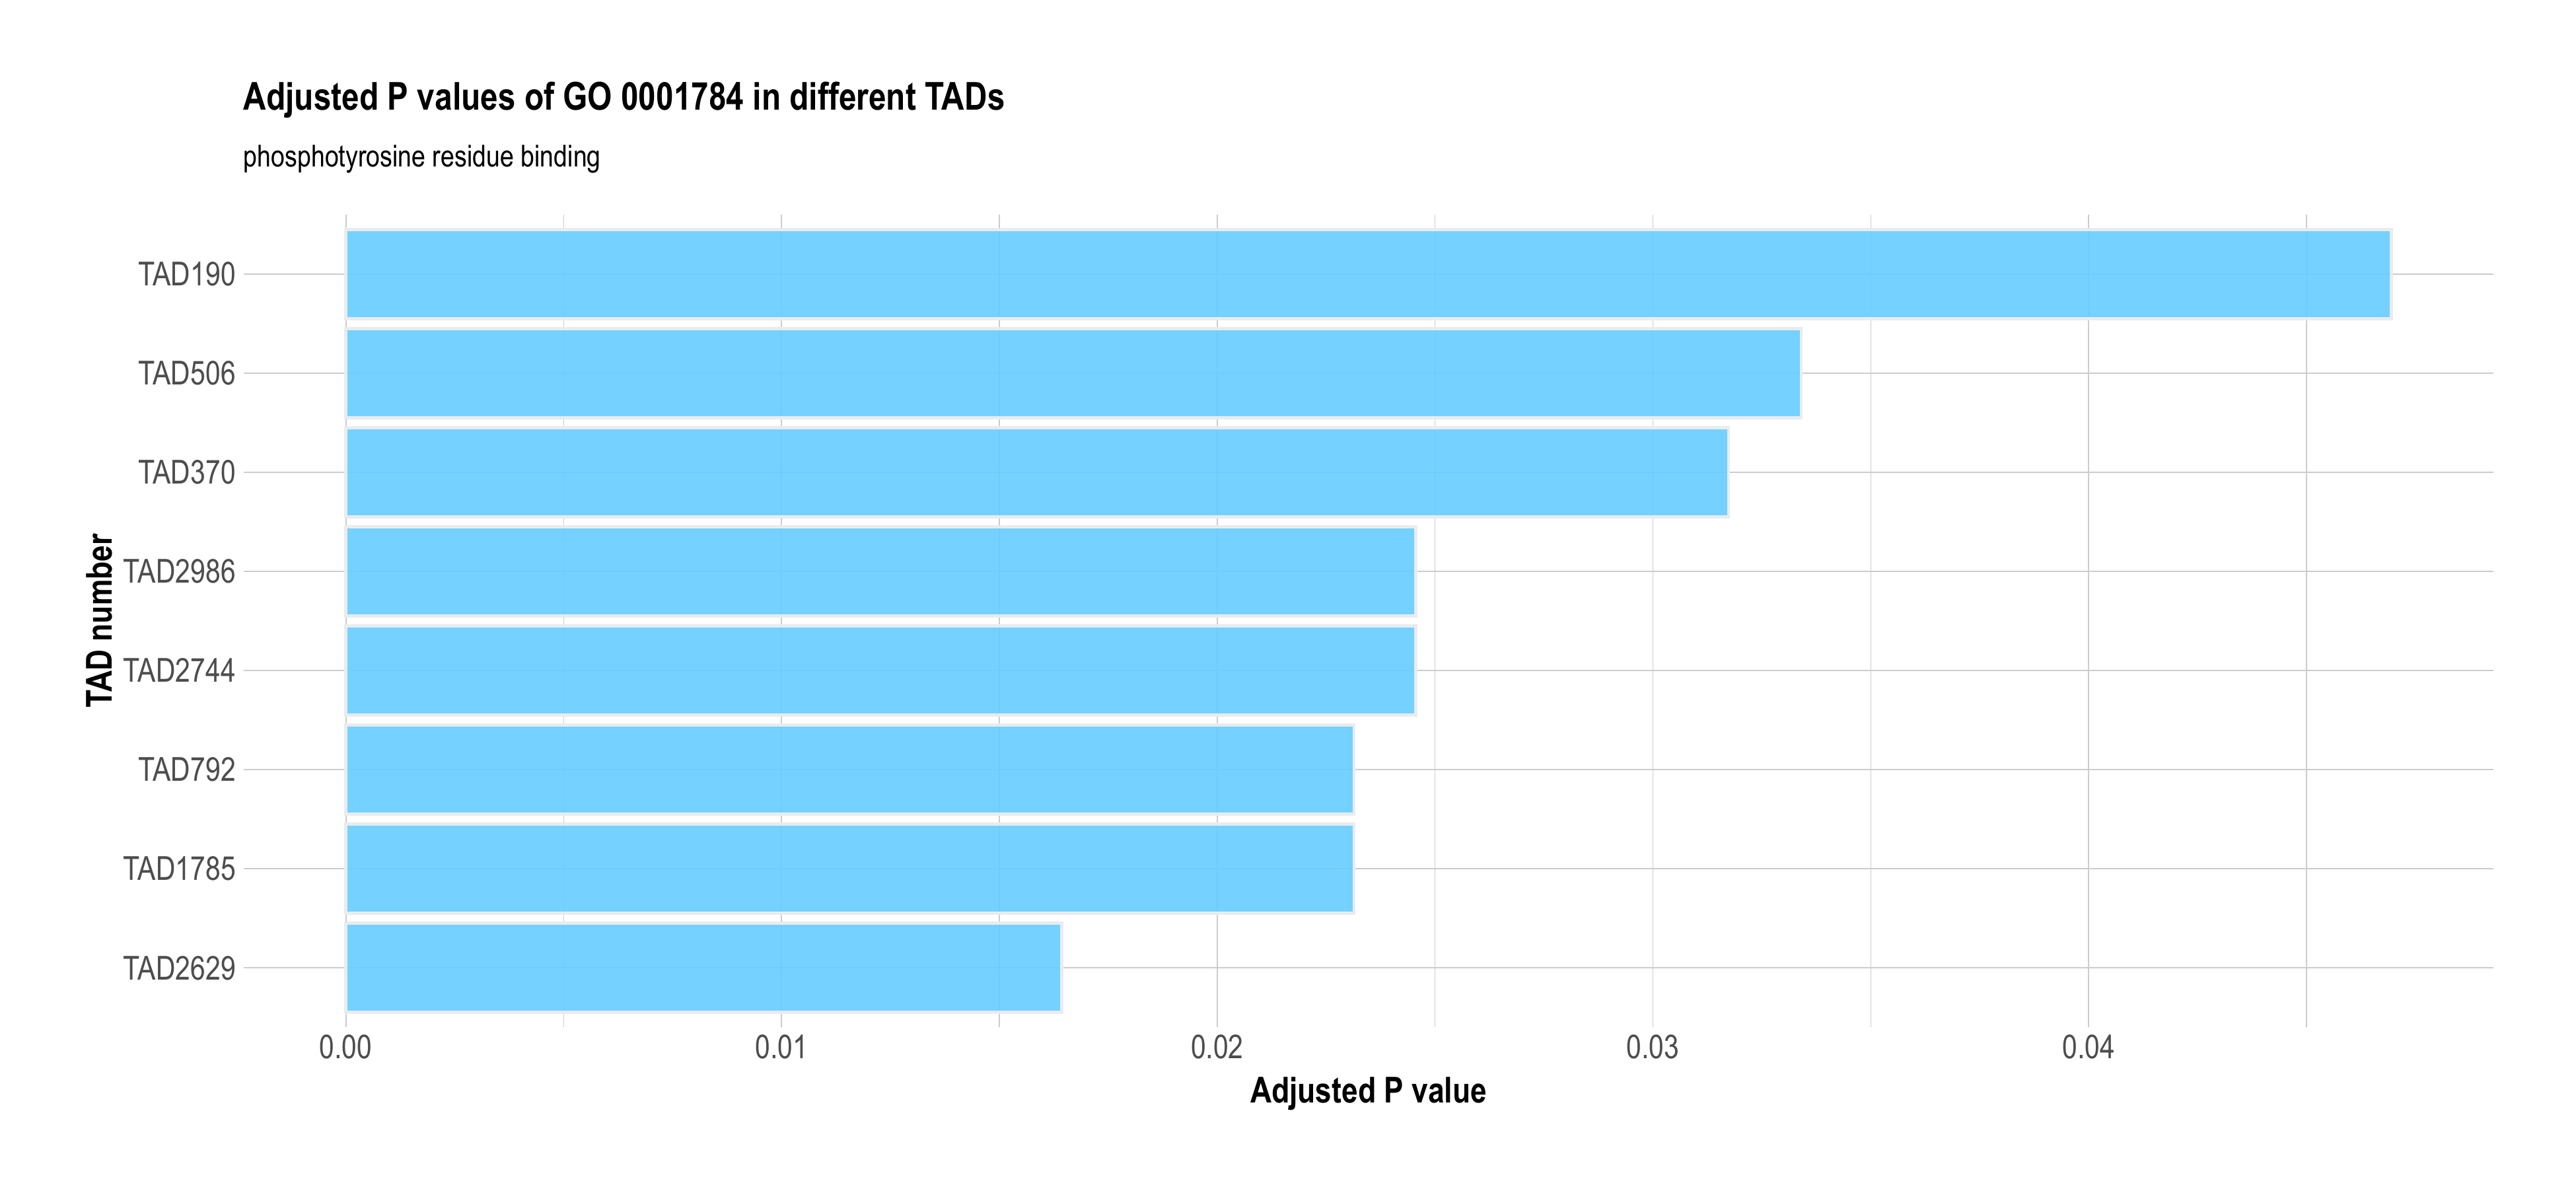 Adjusted P values of GO 0001784 in different TADs
phosphotyrosine residue binding
TAD number
TAD190
TAD506
TAD370
TAD2986
TAD2744
TAD792
TAD1785
TAD2629
0.00 0.01 0.02 0.03 0.04
Adjusted P value